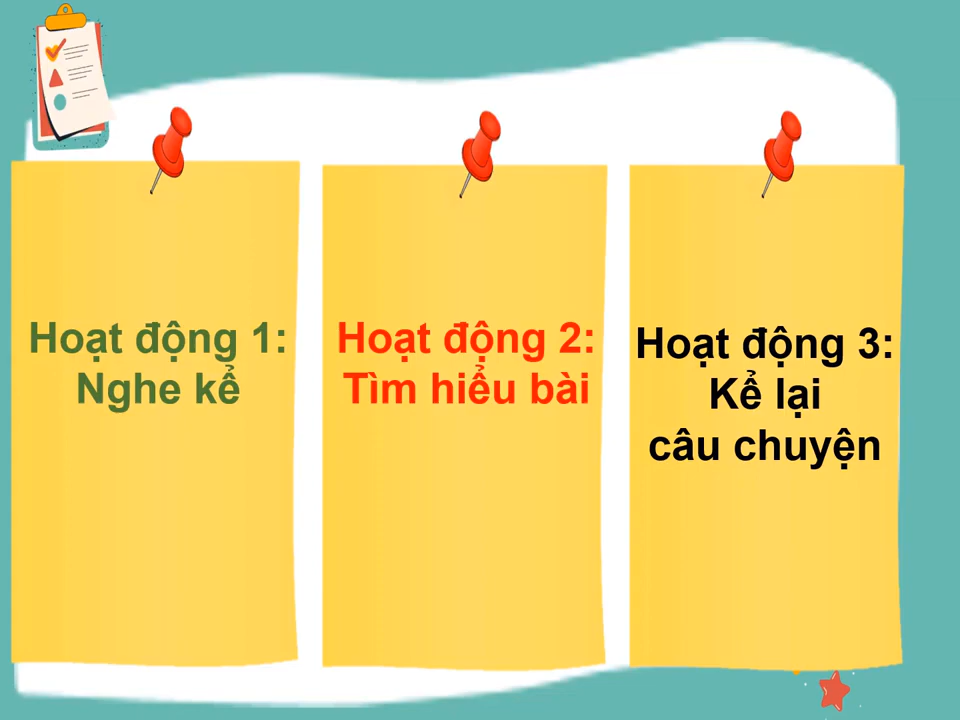 Hoạt động 1:
Nghe kể
Hoạt động 2:
Tìm hiểu bài
Hoạt động 3:
Kể lại
câu chuyện